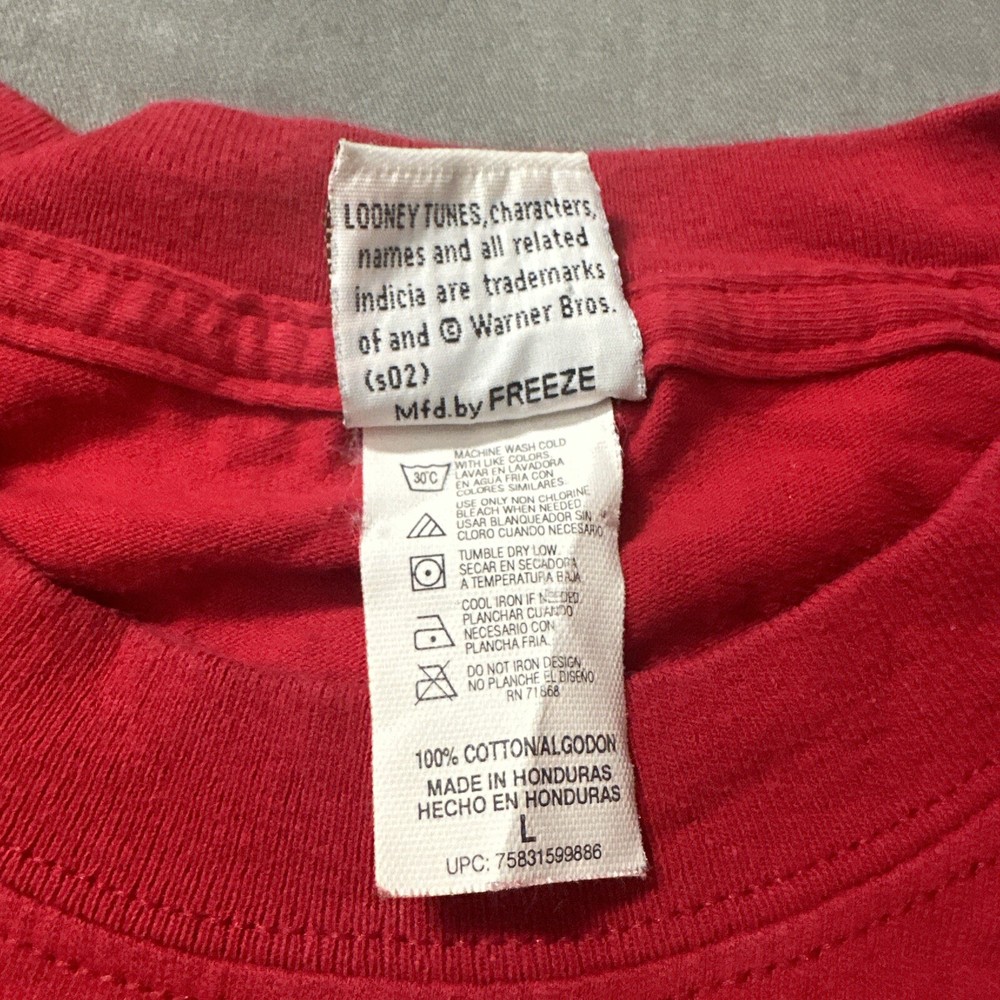 LOONEY TUNES, characters,
names and all related
indicia are trademarks
of and © Warner Bros.
(s02)
Mfd.by FREEZE
30°C
MACHINE WASH COLD
WITH LIKE COLORS.
LAVAR EN LAVADORA
EN AGUA FRIA CON
COLORES SIMILARES.
USE ONLY NON CHLORINE
BLEACH WHEN NEEDED
USAR BLANQUEADOR SIN
CLORO CUANDO NECESARIO
TUMBLE DRY LOW.
SECAR EN SECADORA
A TEMPERATURA BAJA
COOL IRON IF NEEDED.
PLANCHAR CUANDO
NECESARIO CON
PLANCHA FRIA.
DO NOT IRON DESIGN
NO PLANCHE EL DISEÑO
RN 71868
100% COTTON/ALGODON
MADE IN HONDURAS
HECHO EN HONDURAS
L
UPC: 75831599886